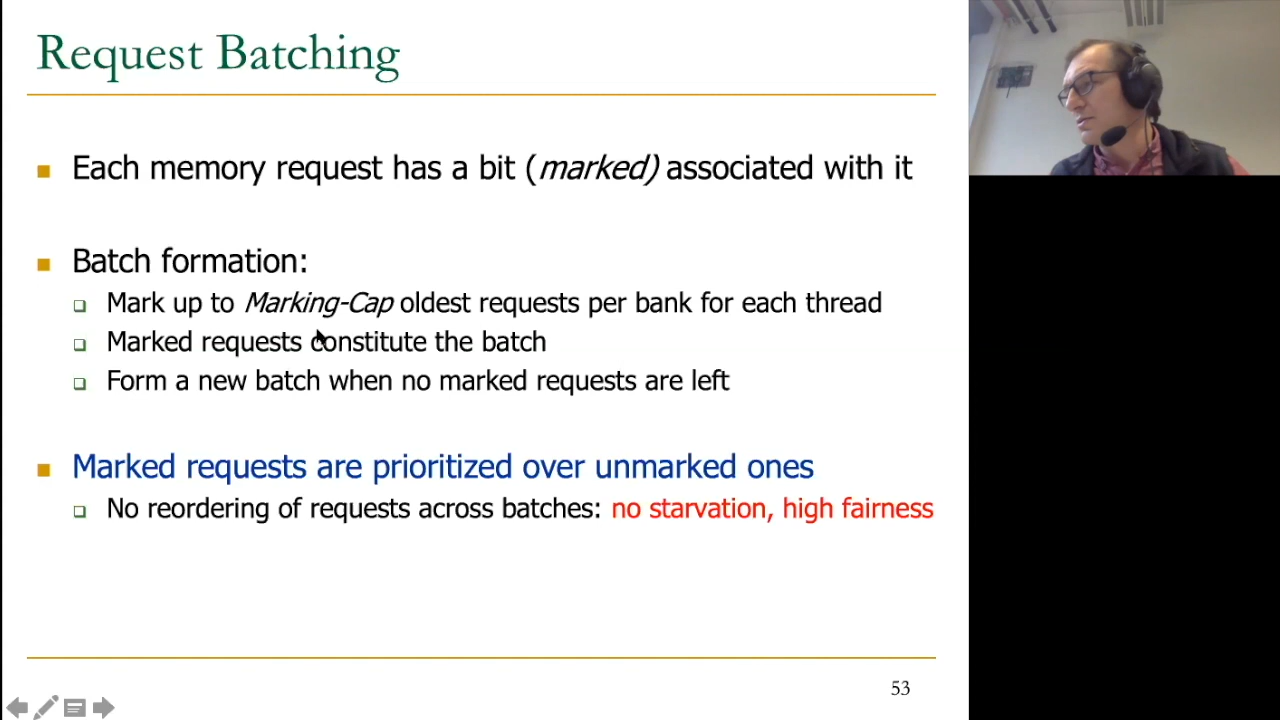 Request Batching
Each memory request has a bit (marked) associated with it
Batch formation:
Mark up to Marking-Cap oldest requests per bank for each thread
Marked requests constitute the batch
Form a new batch when no marked requests are left
Marked requests are prioritized over unmarked ones
No reordering of requests across batches: no starvation, high fairness
53